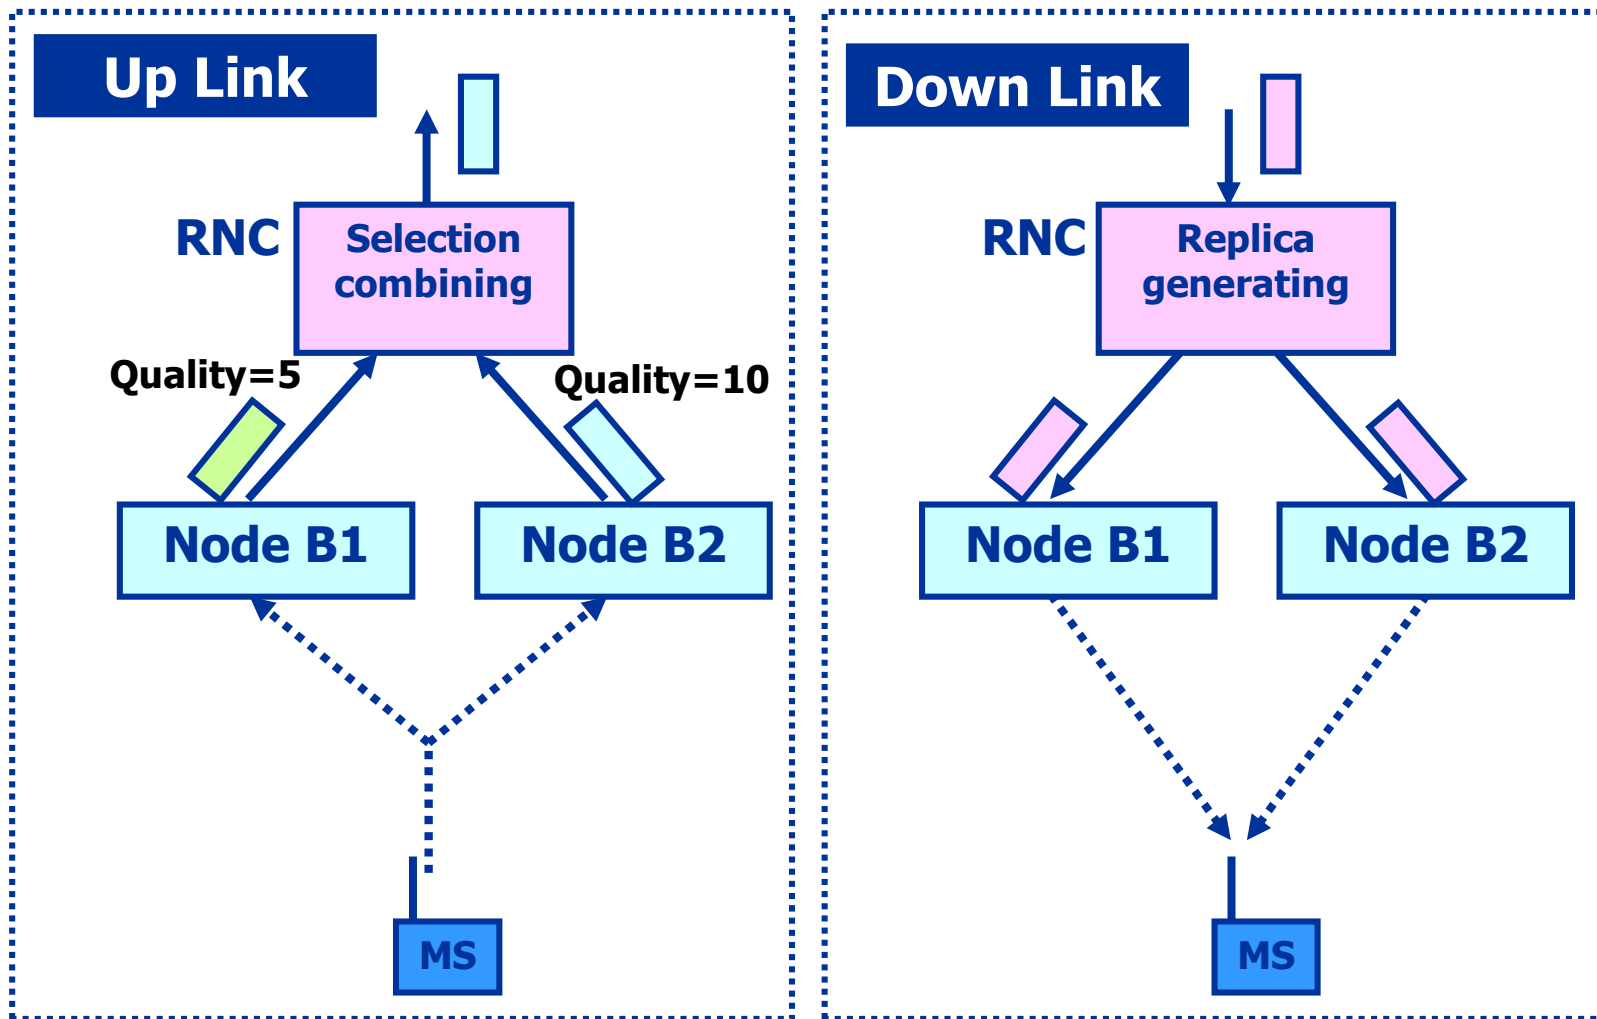 Up Link
RNC
Selection
combining
Quality=5
Quality=10
Node B1
Node B2
MS
Down Link
RNC
Replica
generating
Node B1
Node B2
MS